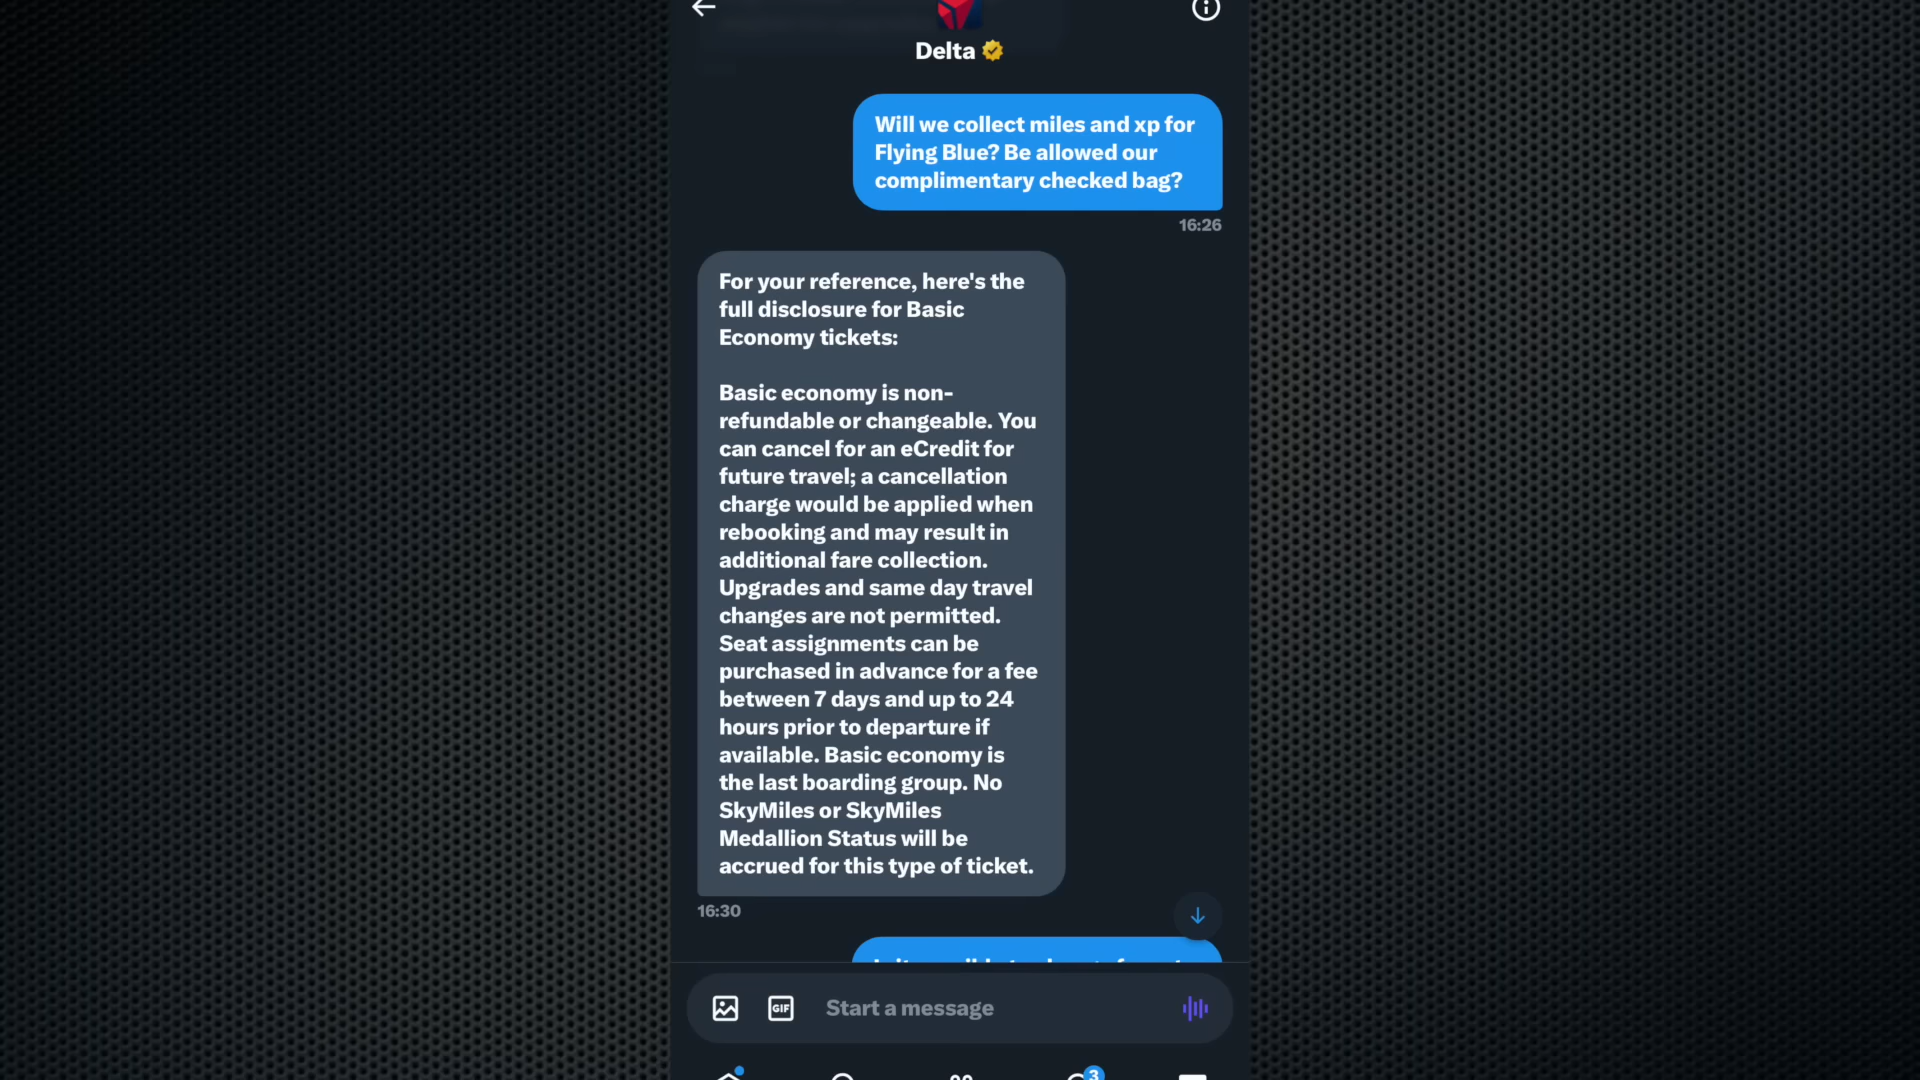 Delta
Will we collect miles and xp for
Flying Blue? Be allowed our
complimentary checked bag?
16:26
For your reference, here's the
full disclosure for Basic
Economy tickets:
Basic economy is non-
refundable or changeable. You
can cancel for an eCredit for
future travel; a cancellation
charge would be applied when
rebooking and may result in
additional fare collection.
Upgrades and same day travel
changes are not permitted.
Seat assignments can be
purchased in advance for a fee
between 7 days and up to 24
hours prior to departure if
available. Basic economy is
the last boarding group. No
SkyMiles or SkyMiles
Medallion Status will be
accrued for this type of ticket.
16:30
GIF
Start a message
3